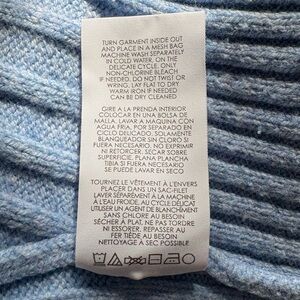 TURN GARMENT INSIDE OUT
AND PLACE IN A MESH BAG
MACHINE WASH SEPARATELY
IN COLD WATER, ON THE
DELICATE CYCLE. ONLY
NON-CHLORINE BLEACH
IF NEEDED. DO NOT TWIST OR
WRING, LAY FLAT TO DRY
WARM IRON IF NEEDED
CAN BE DRY CLEANED
GIRE A LA PRENDA INTERIOR
COLOCAR EN UNA BOLSA DE
MALLA. LAVAR A MAQUINA CON
AGUA FRIA, POR SEPARADO EN
CICLO DELICADO. SOLAMENTE
BLANQUEADOR SIN CLORO SI
FUERA NECESARIO. NO EXPRIMIR
NI RETORCER. SECAR SOBRE
SUPERFICIE. PLANA PLANCHA
TIBIA SI FUERA NECESARIO
SE PUEDE LAVAR EN SECO
TOURNEZ LE VÊTEMENT À L'ENVERS
PLACER DANS UN SAC-FILET
LAVER SÉPARÉMENT À LA MACHINE
À L'EAU FROIDE, AU CYCLE DÉLICAT
UTILISER UN AGENT DE BLANCHIMENT
SANS CHLORE AU BESOIN
SÉCHER À PLAT, NE PAS TORDRE
NI ESSORER. REPASSER AU
FER TIÈDE AU BESOIN
NETTOYAGE À SEC POSSIBLE